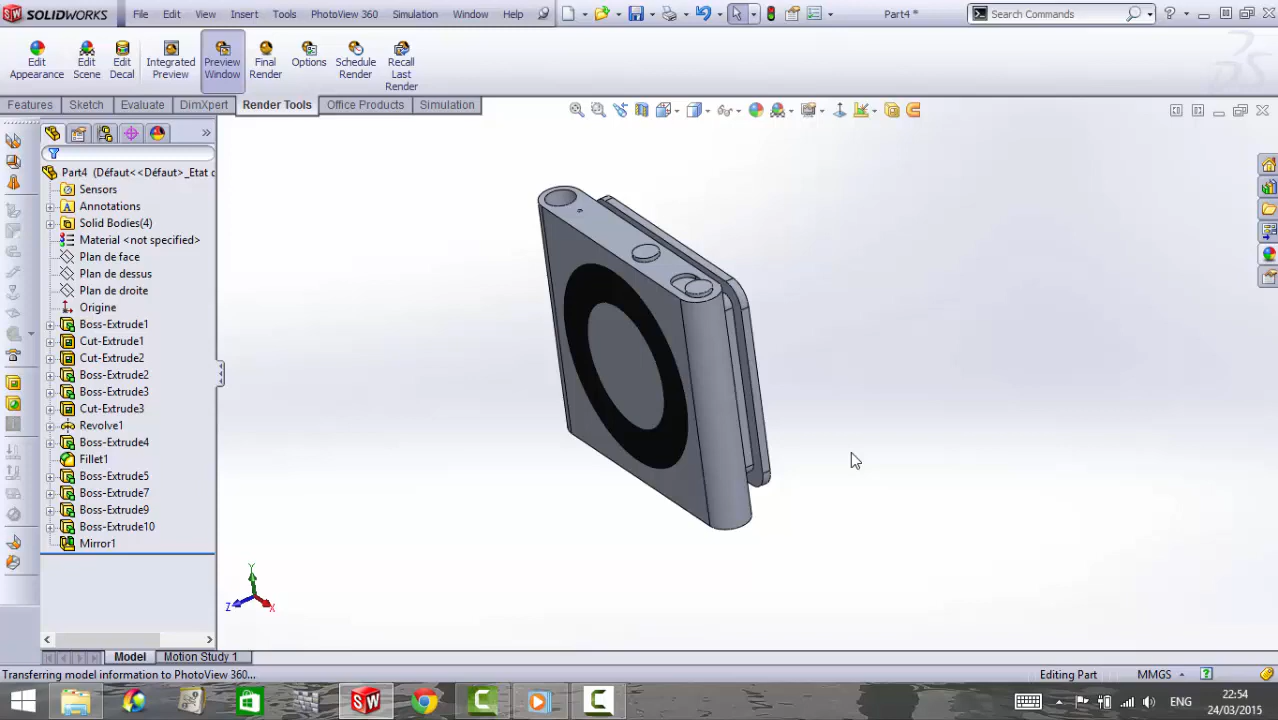 SW SOLIDWORKS File Edit View Insert Tools PhotoView 360 Simulation Window Help Part4 * Search Commands
Edit Appearance Edit Scene Edit Decal Integrated Preview Preview Window Final Render Options Schedule Render Recall Last Render
Features Sketch Evaluate DimXpert Render Tools Office Products Simulation
Part4 (Défaut<<Défaut>_Etat d
Sensors
Annotations
Solid Bodies(4)
Material <not specified>
Plan de face
Plan de dessus
Plan de droite
Origine
Boss-Extrude1
Cut-Extrude1
Cut-Extrude2
Boss-Extrude2
Boss-Extrude3
Cut-Extrude3
Revolve1
Boss-Extrude4
Fillet1
Boss-Extrude5
Boss-Extrude7
Boss-Extrude9
Boss-Extrude10
Mirror1
Y
Z X
Model Motion Study 1
Transferring model information to PhotoView 360... Editing Part MMGS
SW ENG 22:54
24/03/2015